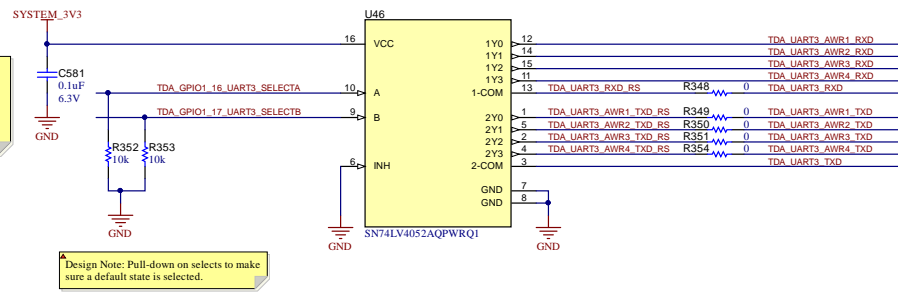 SYSTEM_3V3
U46
16 VCC 1Y0 12 TDA_UART3_AWR1_RXD
1Y1 14 TDA_UART3_AWR2_RXD
1Y2 15 TDA_UART3_AWR3_RXD
1Y3 11 TDA_UART3_AWR4_RXD
C581
0.1uF
6.3V
GND
TDA_GPIO1_16_UART3_SELECTA 10 A 1-COM 13 TDA_UART3_RXD_RS R348 0 TDA_UART3_RXD
TDA_GPIO1_17_UART3_SELECTB 9 B 2Y0 1 TDA_UART3_AWR1_TXD_RS R349 0 TDA_UART3_AWR1_TXD
2Y1 5 TDA_UART3_AWR2_TXD_RS R350 0 TDA_UART3_AWR2_TXD
2Y2 2 TDA_UART3_AWR3_TXD_RS R351 0 TDA_UART3_AWR3_TXD
2Y3 4 TDA_UART3_AWR4_TXD_RS R354 0 TDA_UART3_AWR4_TXD
R352 R353
10k 10k
6 INH 2-COM 3 TDA_UART3_TXD
GND 7
GND 8
GND
GND
GND
SN74LV4052AQPWRQ1
Design Note: Pull-down on selects to make
sure a default state is selected.